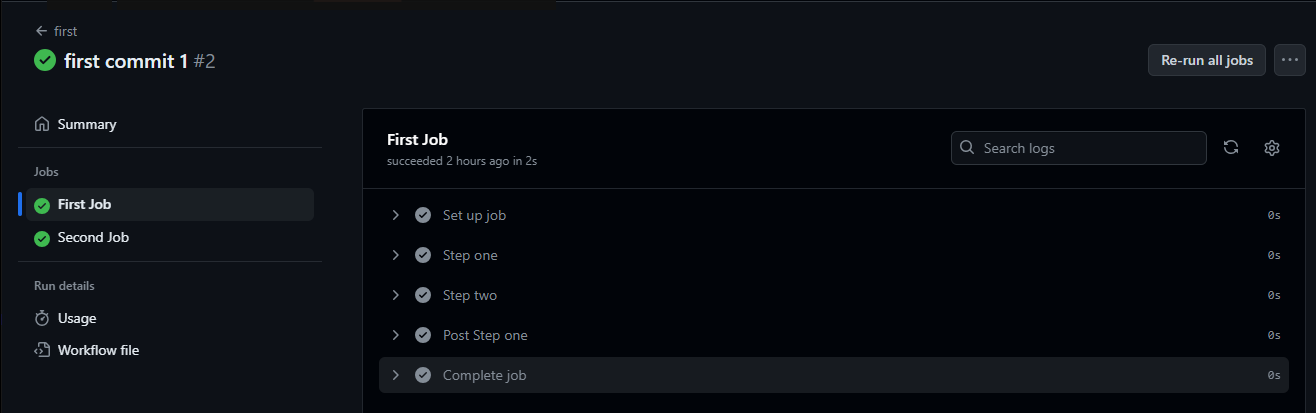 first
first commit 1 #2
Re-run all jobs
Summary
Jobs
First Job
Second Job
Run details
Usage
Workflow file
First Job
succeeded 2 hours ago in 2s
Search logs
Set up job 0s
Step one 0s
Step two 0s
Post Step one 0s
Complete job 0s